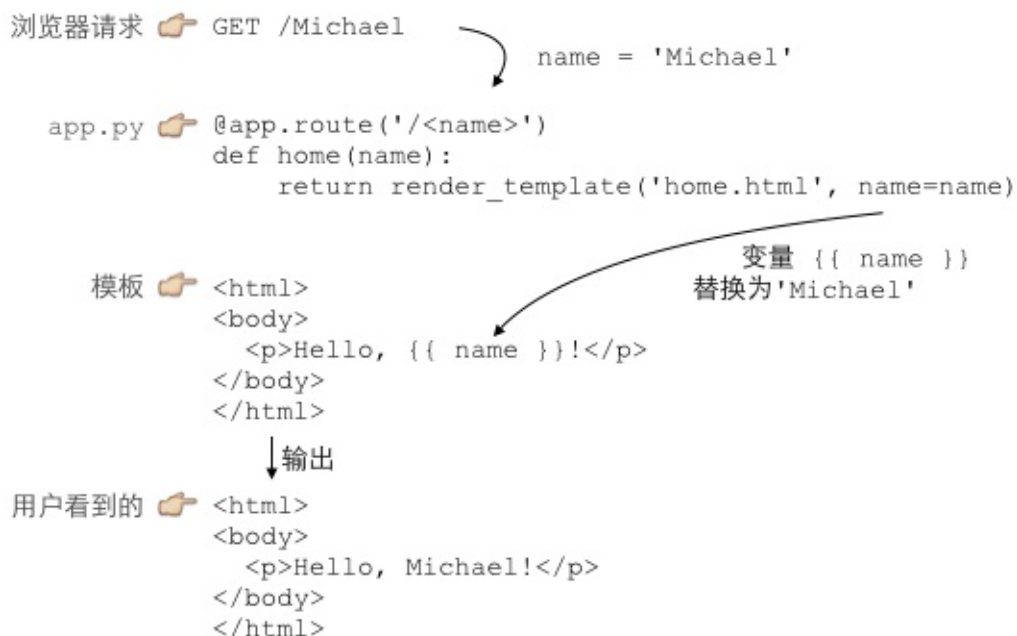 浏览器请求 👉 GET /Michael
name = 'Michael'
app.py 👉 @app.route('/<name>')
def home(name):
    return render_template('home.html', name=name)
变量 {{ name }}
替换为'Michael'
模板 👉 <html>
<body>
  <p>Hello, {{ name }}!</p>
</body>
</html>
输出
用户看到的 👉 <html>
<body>
  <p>Hello, Michael!</p>
</body>
</html>